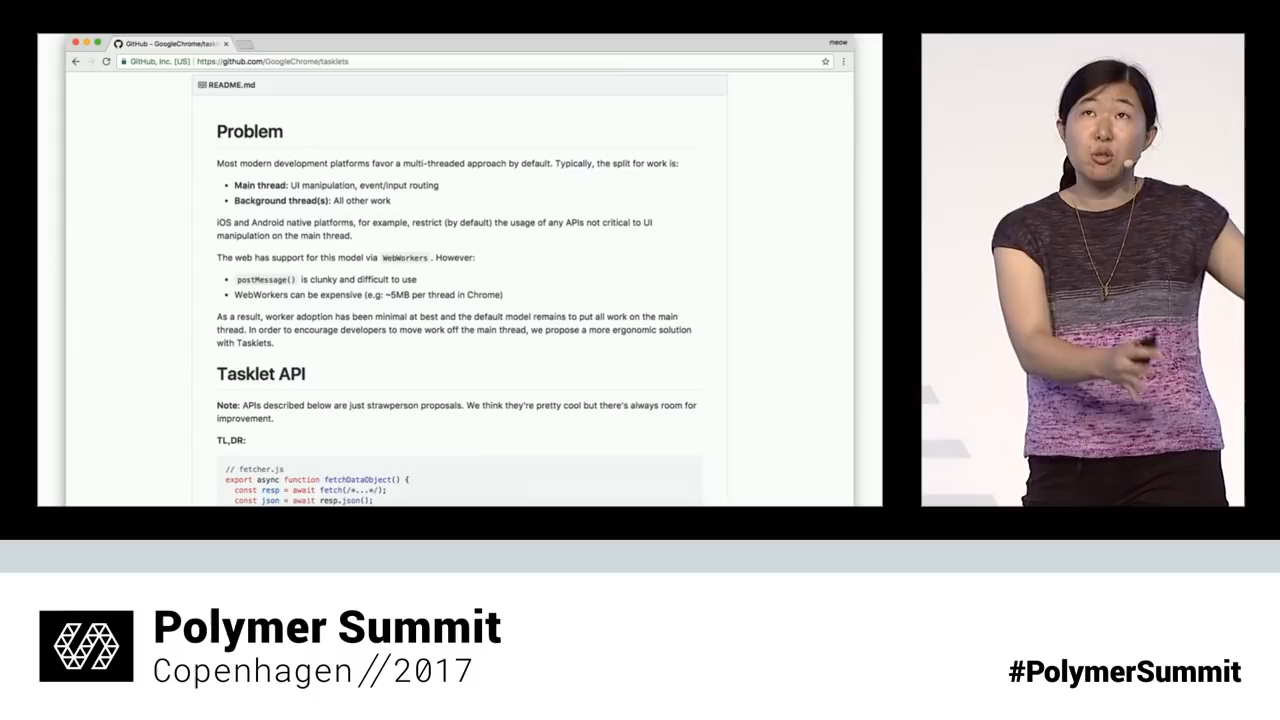 GitHub - GoogleChrome/task
meow
GitHub, Inc. [US] https://github.com/GoogleChrome/tasklets
README.md
Problem
Most modern development platforms favor a multi-threaded approach by default. Typically, the split for work is:
• Main thread: UI manipulation, event/input routing
• Background thread(s): All other work
iOS and Android native platforms, for example, restrict (by default) the usage of any APIs not critical to UI
manipulation on the main thread.
The web has support for this model via WebWorkers. However:
• postMessage() is clunky and difficult to use
• WebWorkers can be expensive (e.g: ~5MB per thread in Chrome)
As a result, worker adoption has been minimal at best and the default model remains to put all work on the main
thread. In order to encourage developers to move work off the main thread, we propose a more ergonomic solution
with Tasklets.
Tasklet API
Note: APIs described below are just strawperson proposals. We think they're pretty cool but there's always room for
improvement.
TL,DR:
// fetcher.js
export async function fetchDataObject() {
const resp = await fetch(/*...*/);
const json = await resp.json();
Polymer Summit
Copenhagen//2017
#PolymerSummit